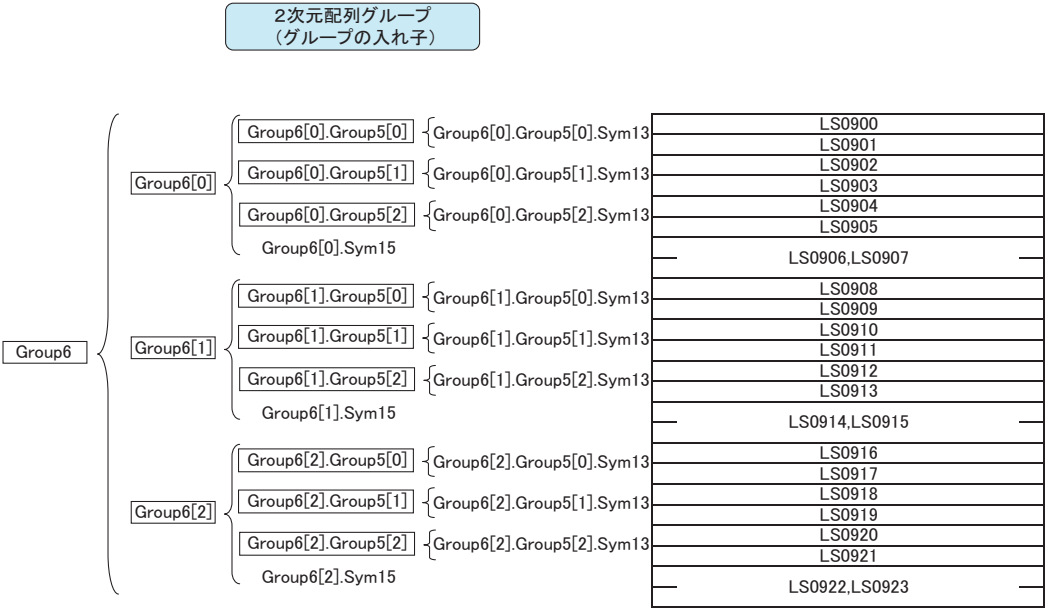 2次元配列グループ
(グループの入れ子)
Group6[0].Group5[0]
Group6[0].Group5[0].Sym13
LS0900
LS0901
Group6[0].Group5[1]
Group6[0].Group5[1].Sym13
LS0902
Group6[0]
LS0903
Group6[0].Group5[2]
Group6[0].Group5[2].Sym13
LS0904
LS0905
Group6[0].Sym15
LS0906,LS0907
Group6[1].Group5[0]
Group6[1].Group5[0].Sym13
LS0908
LS0909
Group6[1].Group5[1]
Group6[1].Group5[1].Sym13
LS0910
Group6
Group6[1]
LS0911
Group6[1].Group5[2]
Group6[1].Group5[2].Sym13
LS0912
LS0913
Group6[1].Sym15
LS0914,LS0915
Group6[2].Group5[0]
Group6[2].Group5[0].Sym13
LS0916
LS0917
Group6[2].Group5[1]
Group6[2].Group5[1].Sym13
LS0918
Group6[2]
LS0919
Group6[2].Group5[2]
Group6[2].Group5[2].Sym13
LS0920
LS0921
Group6[2].Sym15
LS0922,LS0923